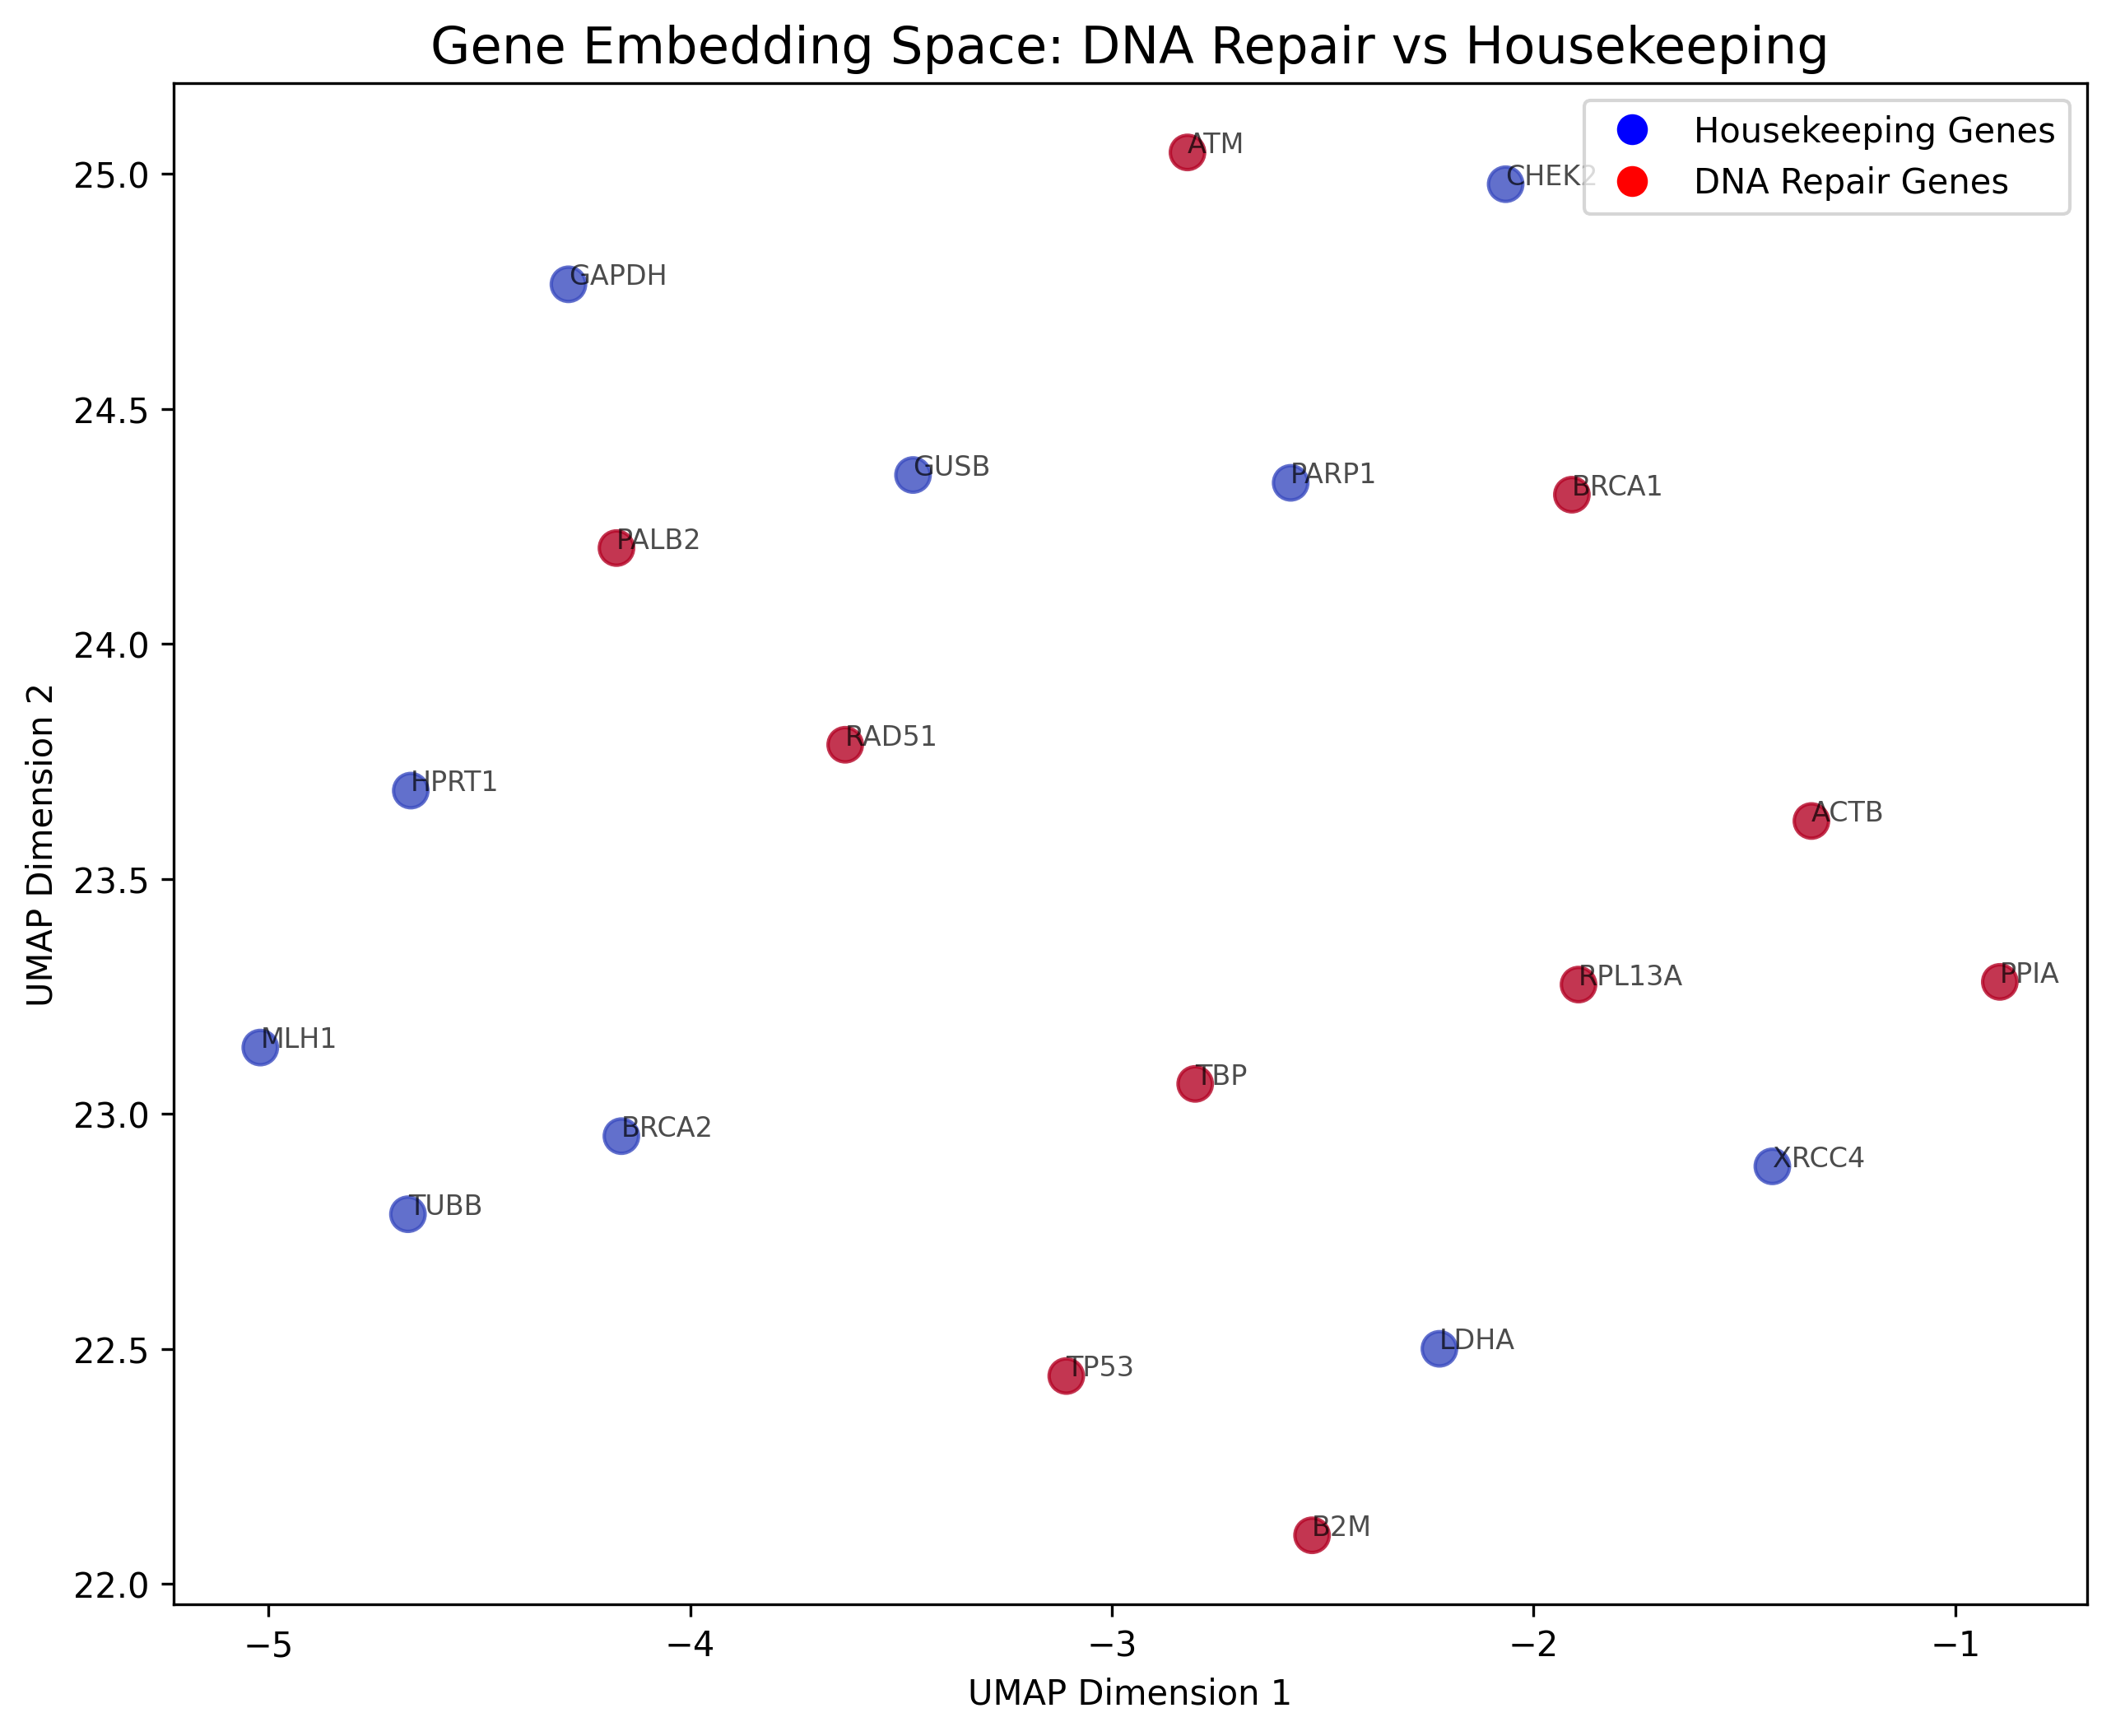 Gene Embedding Space: DNA Repair vs Housekeeping
Housekeeping Genes
DNA Repair Genes
ATM
CHEK2
GAPDH
GUSB
PARP1
BRCA1
PALB2
RAD51
HPRT1
ACTB
RPL13A
PPIA
MLH1
TBP
BRCA2
XRCC4
TUBB
LDHA
TP53
B2M
25.0
24.5
24.0
23.5
23.0
22.5
22.0
UMAP Dimension 2
−5
−4
−3
−2
−1
UMAP Dimension 1